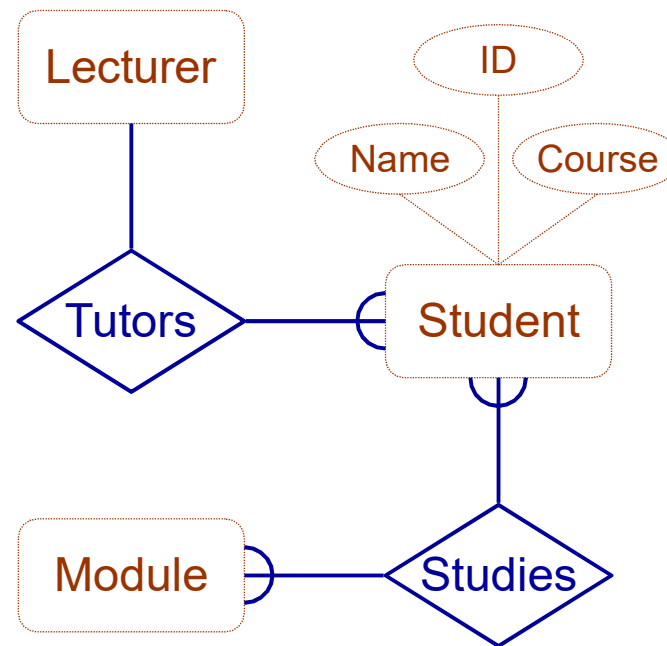 Lecturer
ID
Name
Course
Tutors
Student
Module
Studies